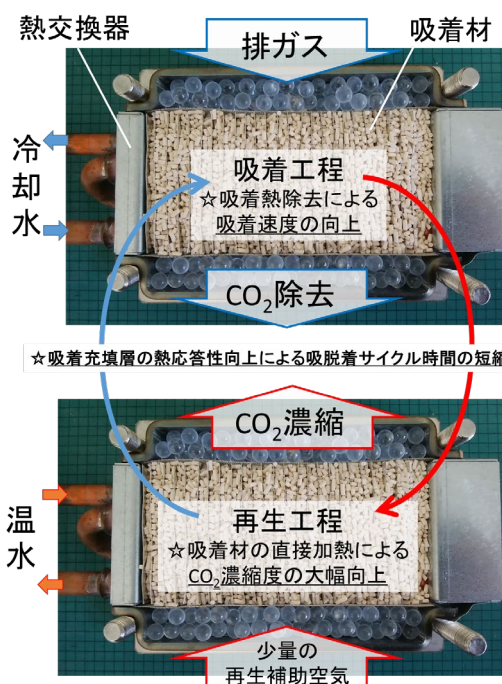 熱交換器
排ガス
吸着材
冷却水
吸着工程
☆吸着熱除去による
吸着速度の向上
CO₂除去
☆吸着充填層の熱応答性向上による吸脱着サイクル時間の短縮
CO₂濃縮
温水
再生工程
☆吸着材の直接加熱による
CO₂濃縮度の大幅向上
少量の
再生補助空気